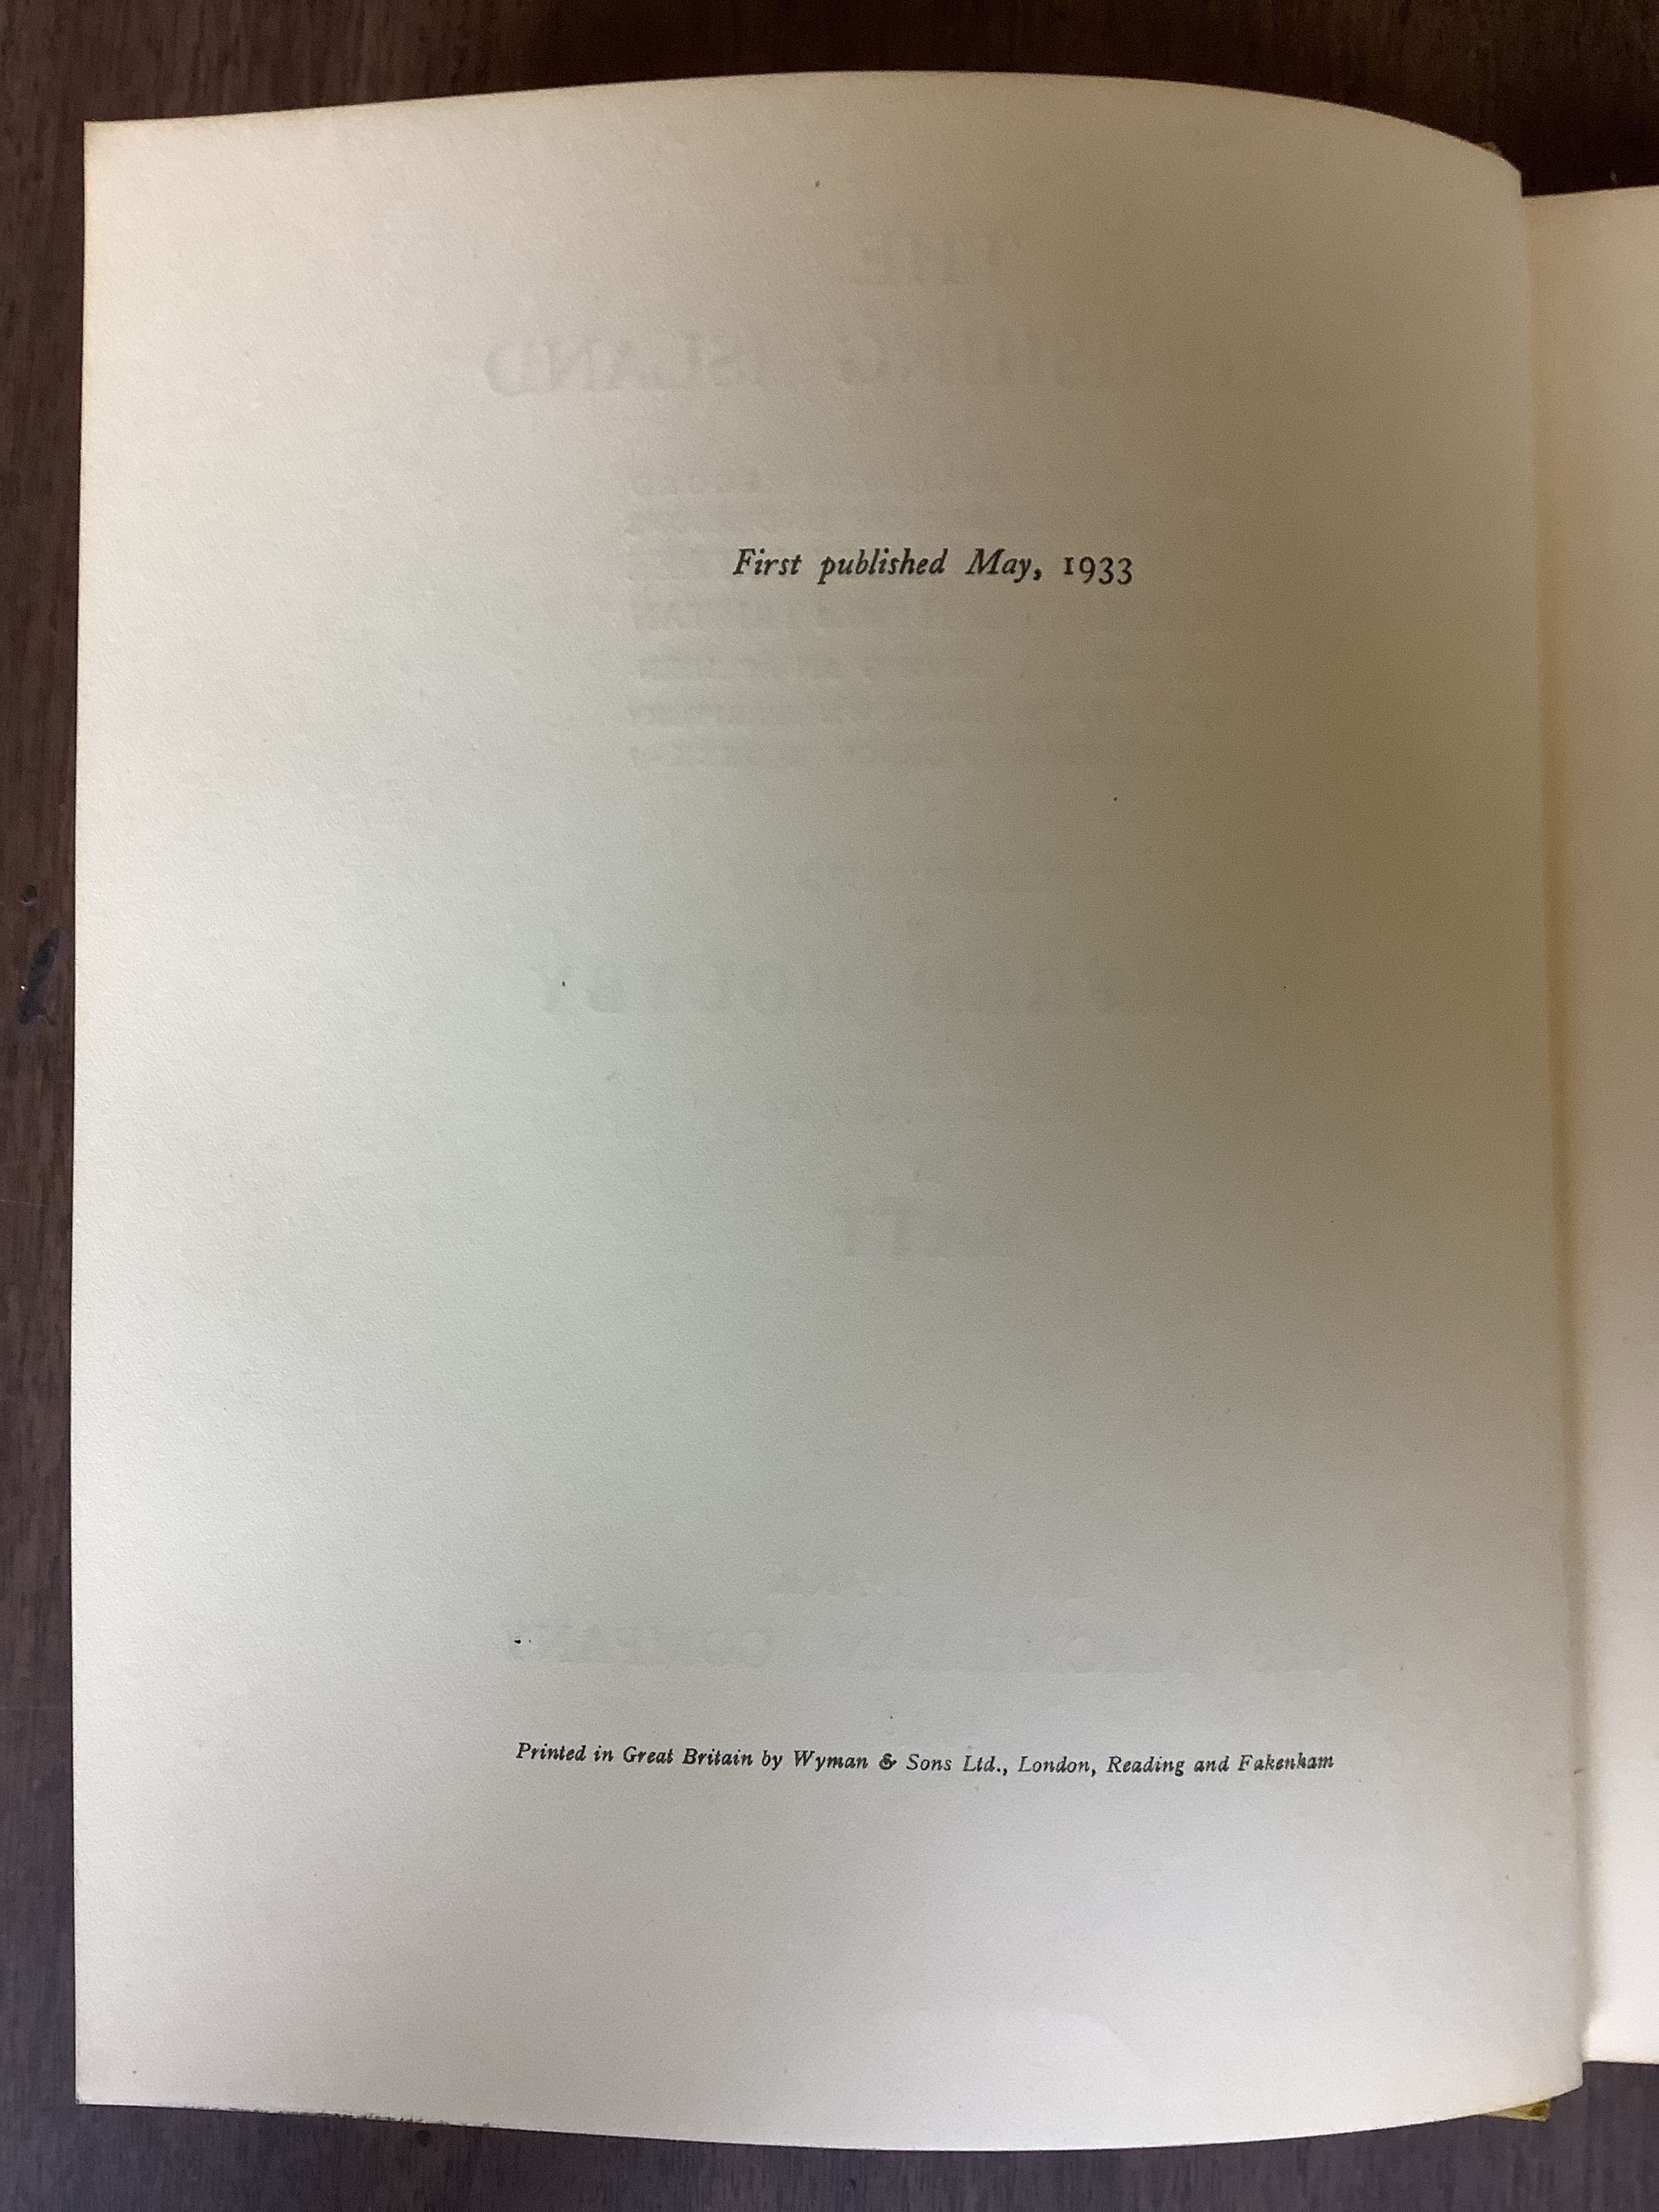 First published May, 1933
Printed in Great Britain by Wyman & Sons Ltd., London, Reading and Fakenham